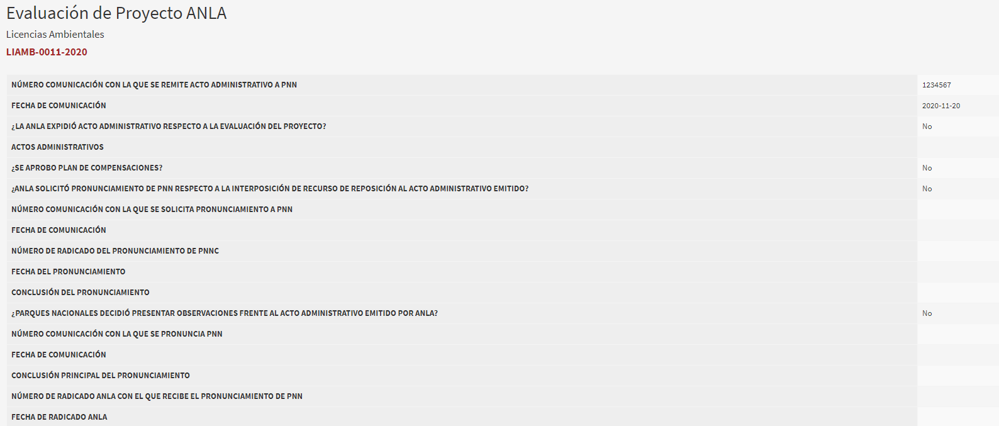 Evaluación de Proyecto ANLA
Licencias Ambientales
LIAMB-0011-2020
NÚMERO COMUNICACIÓN CON LA QUE SE REMITE ACTO ADMINISTRATIVO A PNN 1234567
FECHA DE COMUNICACIÓN 2020-11-20
¿LA ANLA EXPIDIÓ ACTO ADMINISTRATIVO RESPECTO A LA EVALUACIÓN DEL PROYECTO? No
ACTOS ADMINISTRATIVOS
¿SE APROBO PLAN DE COMPENSACIONES? No
¿ANLA SOLICITÓ PRONUNCIAMIENTO DE PNN RESPECTO A LA INTERPOSICIÓN DE RECURSO DE REPOSICIÓN AL ACTO ADMINISTRATIVO EMITIDO? No
NÚMERO COMUNICACIÓN CON LA QUE SE SOLICITA PRONUNCIAMIENTO A PNN
FECHA DE COMUNICACIÓN
NÚMERO DE RADICADO DEL PRONUNCIAMIENTO DE PNNC
FECHA DEL PRONUNCIAMIENTO
CONCLUSIÓN DEL PRONUNCIAMIENTO
¿PARQUES NACIONALES DECIDIÓ PRESENTAR OBSERVACIONES FRENTE AL ACTO ADMINISTRATIVO EMITIDO POR ANLA? No
NÚMERO COMUNICACIÓN CON LA QUE SE PRONUNCIA PNN
FECHA DE COMUNICACIÓN
CONCLUSIÓN PRINCIPAL DEL PRONUNCIAMIENTO
NÚMERO DE RADICADO ANLA CON EL QUE RECIBE EL PRONUNCIAMIENTO DE PNN
FECHA DE RADICADO ANLA